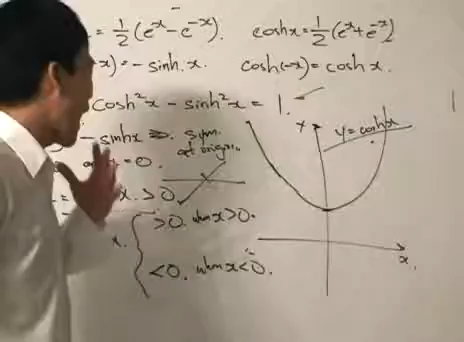 = 1/2 (e^x - e^-x). cosh x = 1/2 (e^x + e^-x)
x) = - sinh x. cosh(-x) = cosh x.
cosh²x - sinh²x = 1.
- sinh x sym.
at origin.
= 0.
x. > 0
x. { > 0. when x > 0.
< 0. when x < 0.
y = cosh x
x.